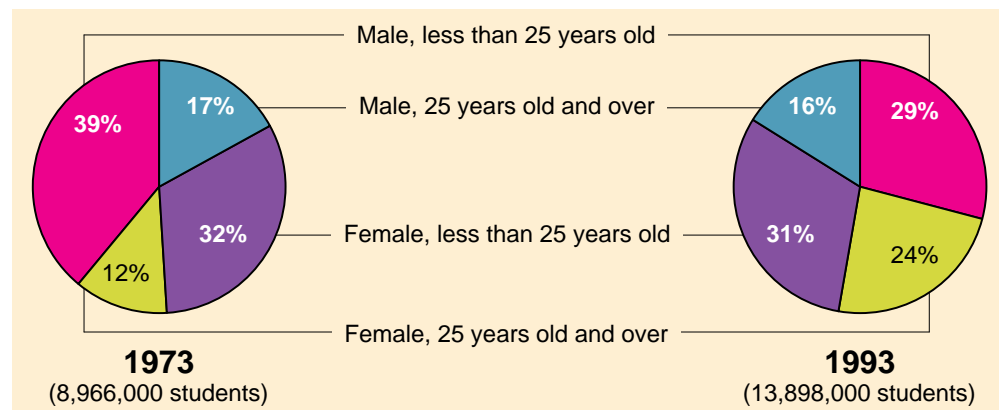 Male, less than 25 years old
39%
17%
Male, 25 years old and over
16%
29%
32%
Female, less than 25 years old
31%
12%
24%
Female, 25 years old and over
1973
(8,966,000 students)
1993
(13,898,000 students)